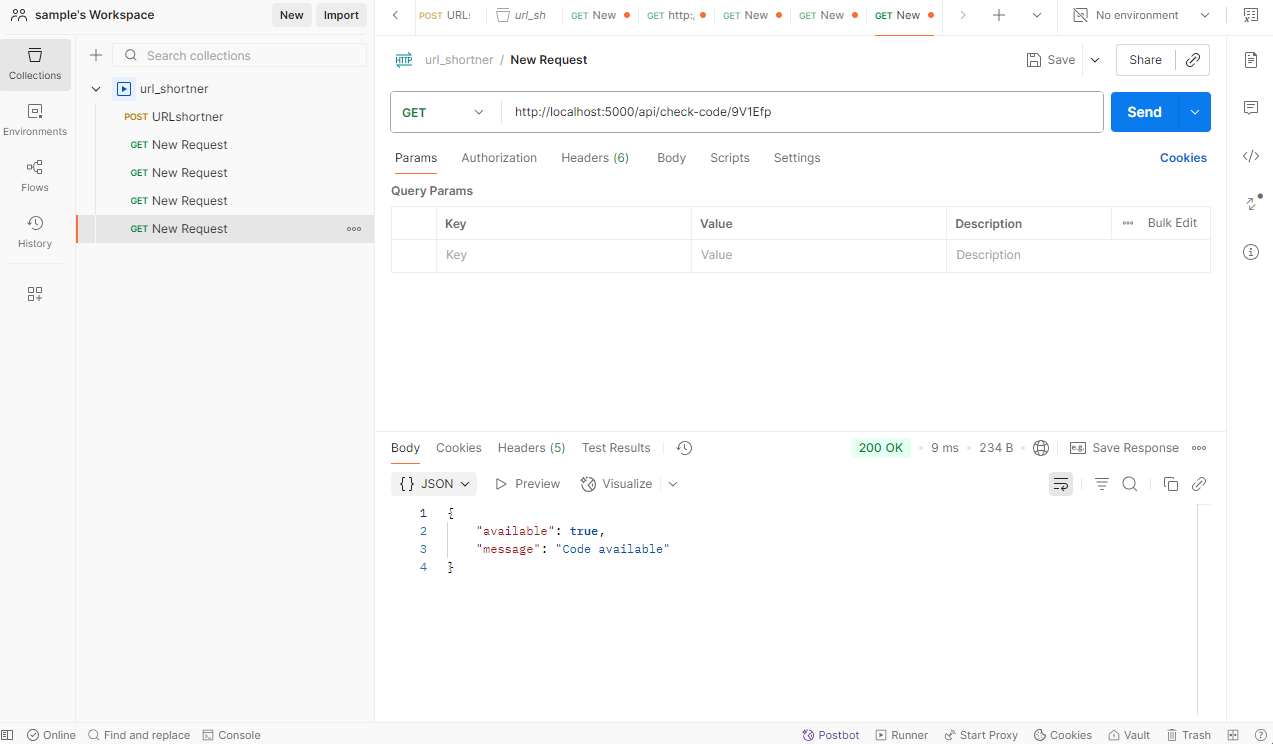 sample's Workspace
New
Import
POST URL:
url_sh
GET New
GET http:/
GET New
GET New
GET New
No environment
Collections
Environments
Flows
History
Search collections
url_shortner
POST URLshortner
GET New Request
GET New Request
GET New Request
GET New Request
HTTP url_shortner / New Request
Save
Share
GET
http://localhost:5000/api/check-code/9V1Efp
Send
Params Authorization Headers (6) Body Scripts Settings
Cookies
Query Params
Key Value Description ••• Bulk Edit
Key Value Description
Body Cookies Headers (5) Test Results
200 OK • 9 ms • 234 B •
e.g. Save Response •••
{} JSON
Preview
Visualize
1 {
2 "available": true,
3 "message": "Code available"
4 }
Online
Find and replace
Console
Postbot
Runner
Start Proxy
Cookies
Vault
Trash